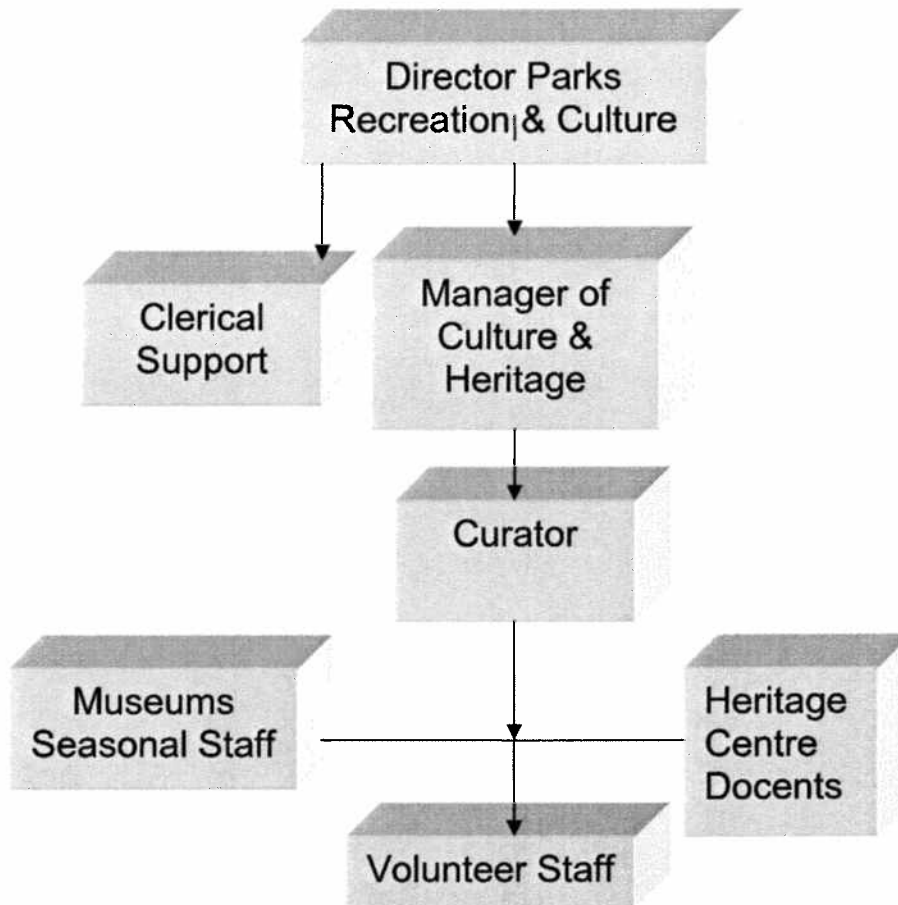 Director Parks
Recreation & Culture
Clerical
Support
Manager of
Culture &
Heritage
Curator
Museums
Seasonal Staff
Heritage
Centre
Docents
Volunteer Staff